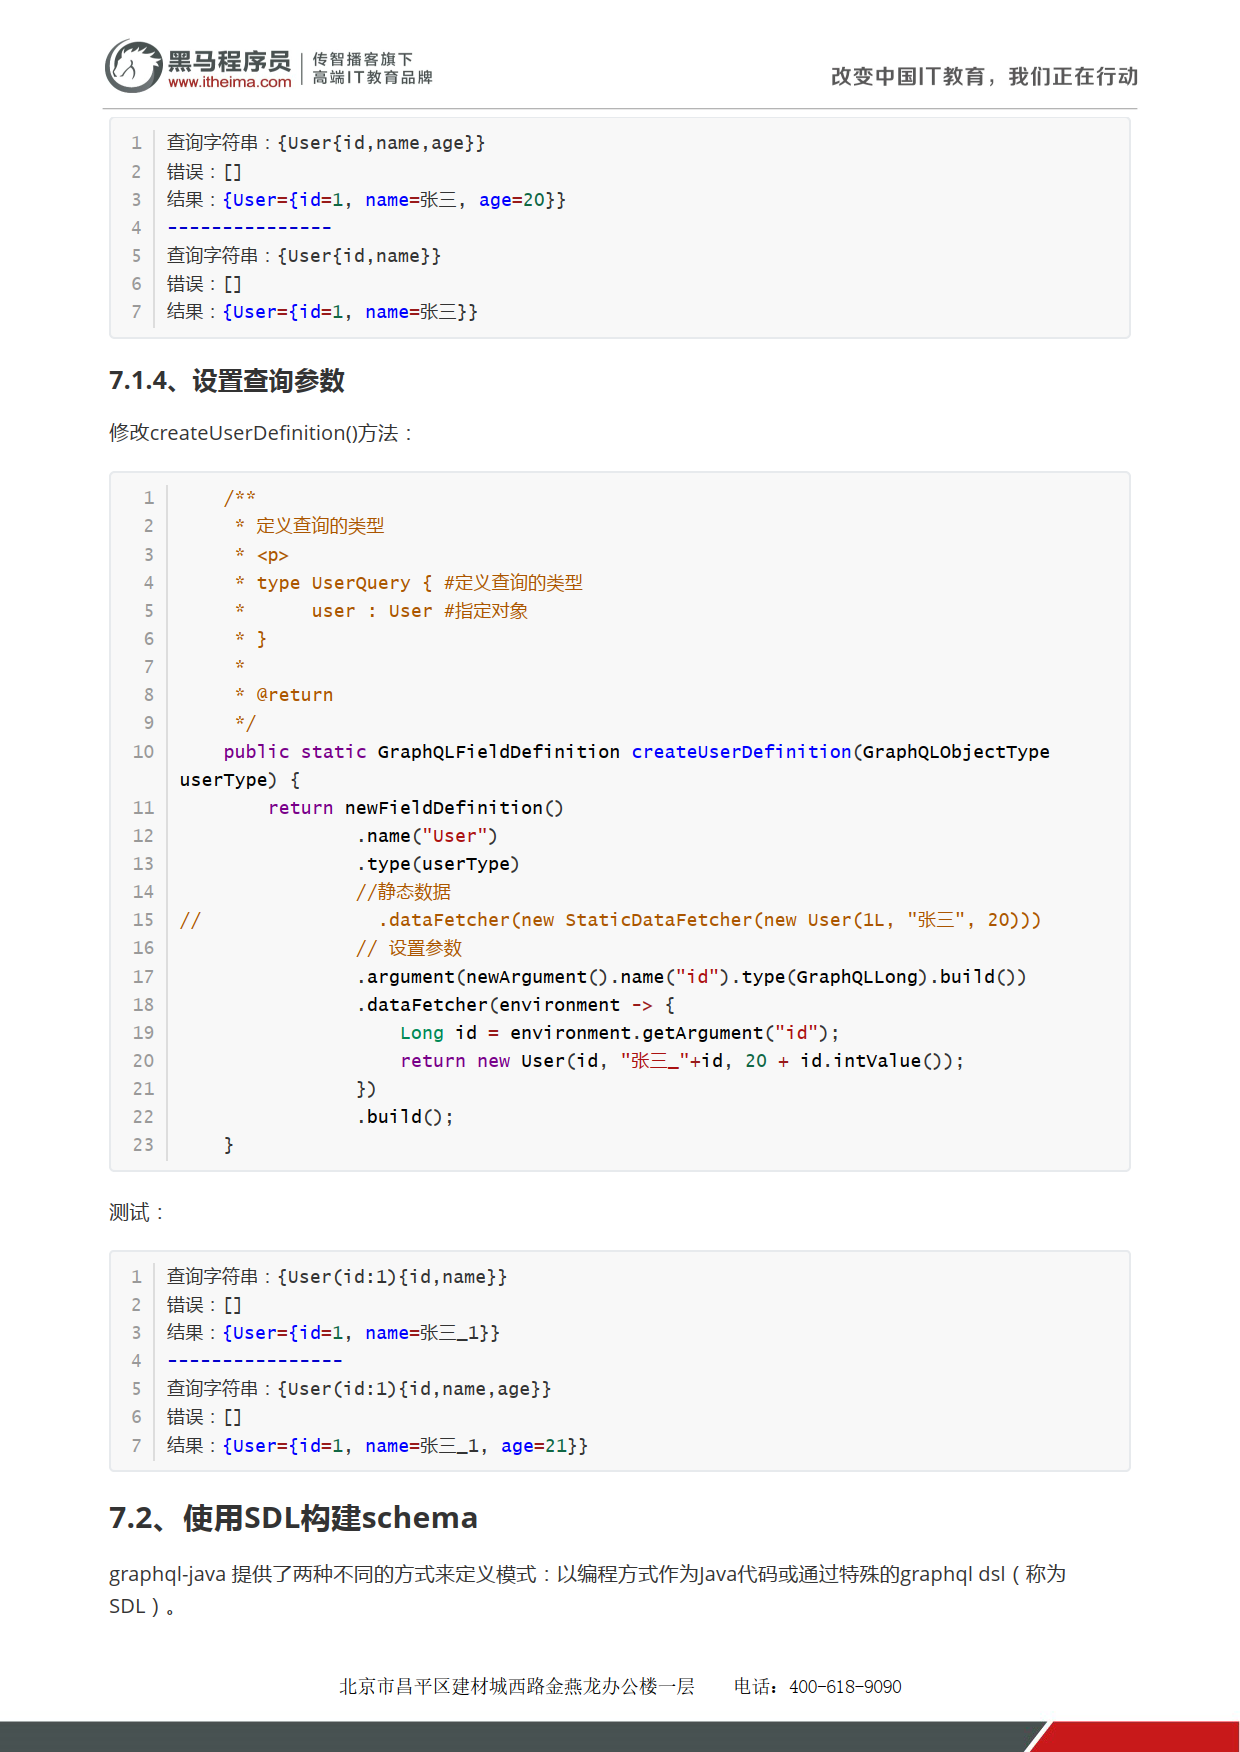 黑马程序员
www.itheima.com
传智播客旗下
高端IT教育品牌
改变中国IT教育，我们正在行动
1 查询字符串：{User{id,name,age}}
2 错误：[]
3 结果：{User={id=1, name=张三, age=20}}
4 ---------------
5 查询字符串：{User{id,name}}
6 错误：[]
7 结果：{User={id=1, name=张三}}
7.1.4、设置查询参数
修改createUserDefinition()方法：
1     /**
2      * 定义查询的类型
3      * <p>
4      * type UserQuery { #定义查询的类型
5      *      user : User #指定对象
6      * }
7      *
8      * @return
9      */
10     public static GraphQLFieldDefinition createUserDefinition(GraphQLObjectType
userType) {
11         return newFieldDefinition()
12                 .name("User")
13                 .type(userType)
14                 //静态数据
15 //                .dataFetcher(new StaticDataFetcher(new User(1L, "张三", 20)))
16                 // 设置参数
17                 .argument(newArgument().name("id").type(GraphQLLong).build())
18                 .dataFetcher(environment -> {
19                     Long id = environment.getArgument("id");
20                     return new User(id, "张三_"+id, 20 + id.intValue());
21                 })
22                 .build();
23     }
测试：
1 查询字符串：{User(id:1){id,name}}
2 错误：[]
3 结果：{User={id=1, name=张三_1}}
4 ----------------
5 查询字符串：{User(id:1){id,name,age}}
6 错误：[]
7 结果：{User={id=1, name=张三_1, age=21}}
7.2、使用SDL构建schema
graphql-java 提供了两种不同的方式来定义模式：以编程方式作为Java代码或通过特殊的graphql dsl（称为
SDL）。
北京市昌平区建材城西路金燕龙办公楼一层 电话：400-618-9090